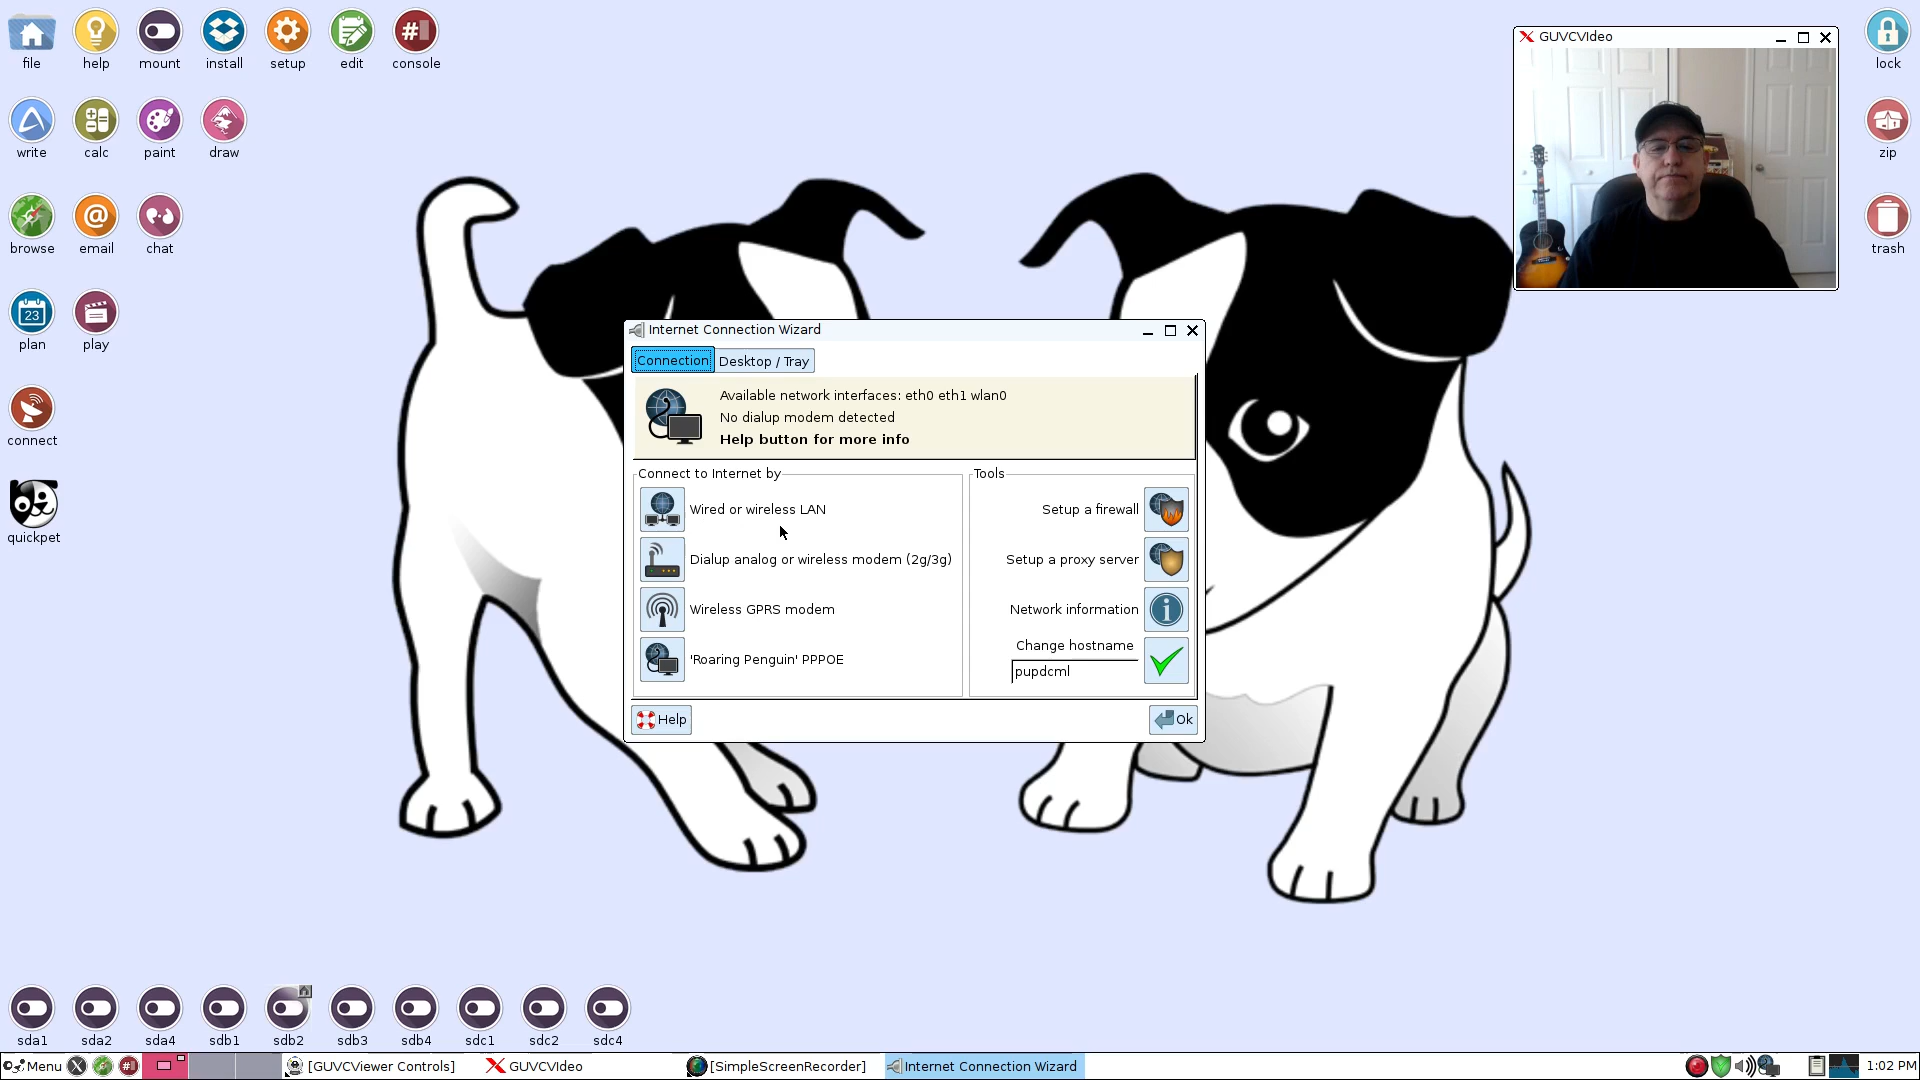 file
help
mount
install
setup
edit
console
write
calc
paint
draw
browse
email
chat
plan
23
play
connect
quickpet
GUVCVIdeo
lock
zip
trash
Internet Connection Wizard
Connection
Desktop / Tray
Available network interfaces: eth0 eth1 wlan0
No dialup modem detected
Help button for more info
Connect to Internet by
Wired or wireless LAN
Dialup analog or wireless modem (2g/3g)
Wireless GPRS modem
'Roaring Penguin' PPPOE
Tools
Setup a firewall
Setup a proxy server
Network information
Change hostname
pupdcml
Help
Ok
sda1
sda2
sda4
sdb1
sdb2
sdb3
sdb4
sdc1
sdc2
sdc4
Menu
[GUVCViewer Controls]
GUVCVIdeo
[SimpleScreenRecorder]
Internet Connection Wizard
1:02 PM